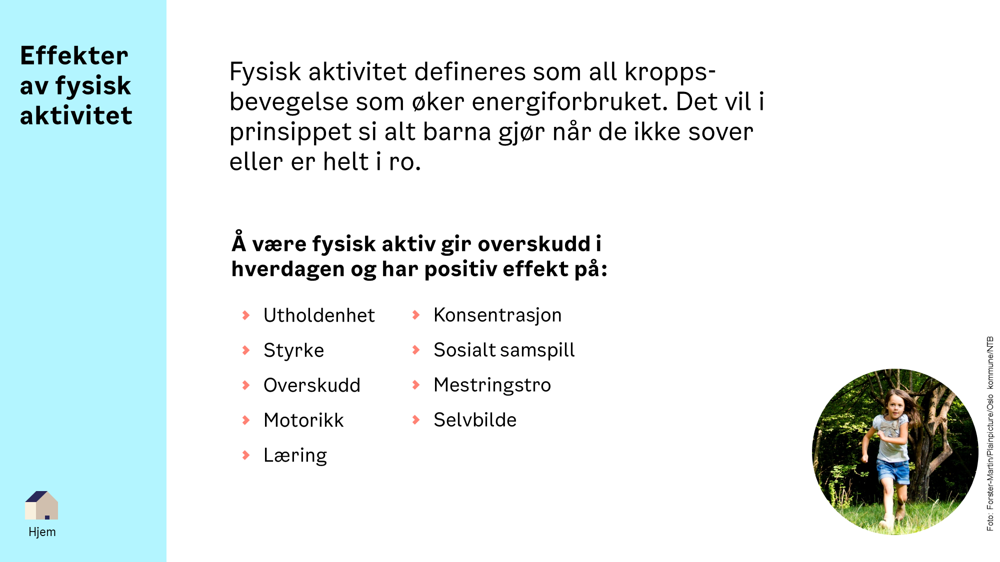 Effekter
av fysisk
aktivitet
Fysisk aktivitet defineres som all kropps-
bevegelse som øker energiforbruket. Det vil i
prinsippet si alt barna gjør når de ikke sover
eller er helt i ro.
Å være fysisk aktiv gir overskudd i
hverdagen og har positiv effekt på:
Utholdenhet
Styrke
Overskudd
Motorikk
Læring
Konsentrasjon
Sosialt samspill
Mestringstro
Selvbilde
Hjem
Foto: Forster-Martin/Plainpicture/Oslo kommune/NTB